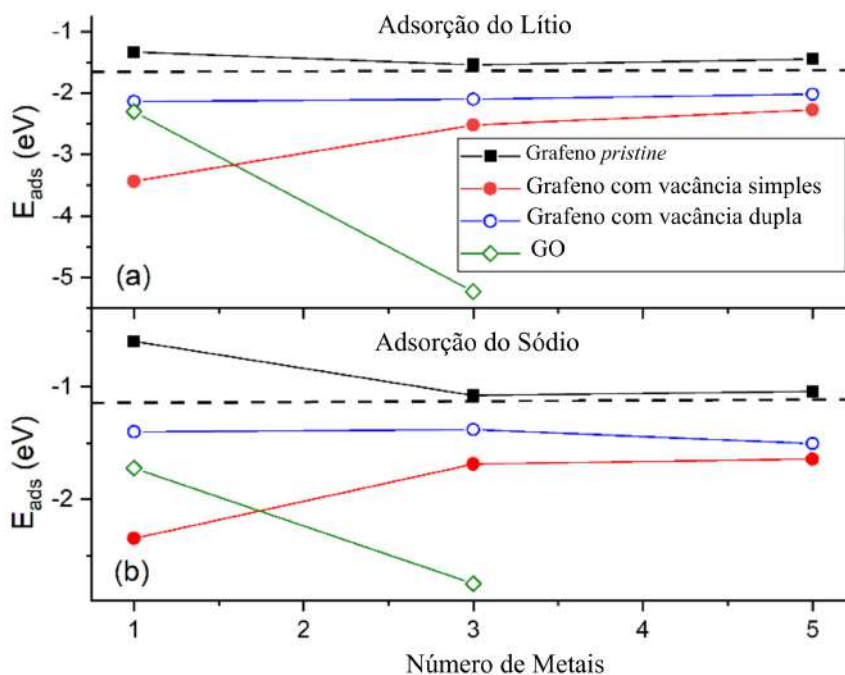 Adsorção do Lítio
-1
-2
-3
-4
-5
E_ads (eV)
Grafeno pristine
Grafeno com vacância simples
Grafeno com vacância dupla
GO
(a)
Adsorção do Sódio
-1
-2
E_ads (eV)
(b)
1 2 3 4 5
Número de Metais